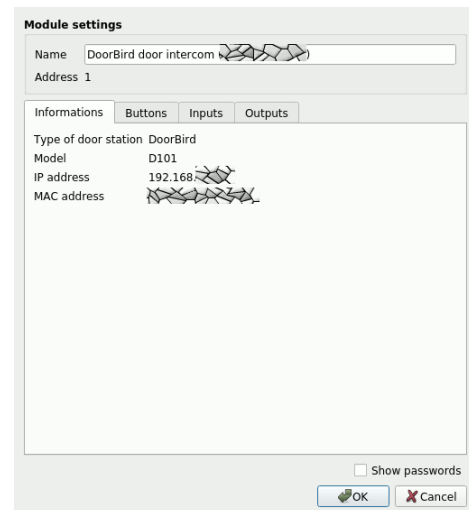 Module settings
Name DoorBird door intercom )
Address 1
Informations Buttons Inputs Outputs
Type of door station DoorBird
Model D101
IP address 192.168.
MAC address
Show passwords
OK Cancel